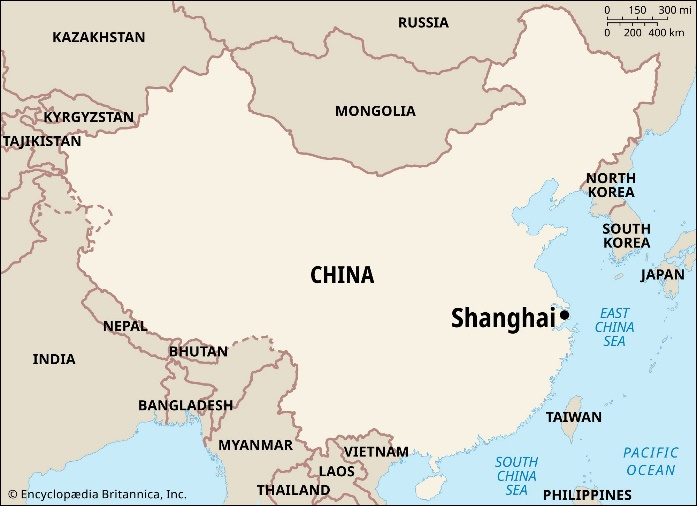 RUSSIA
0 150 300 mi
0 200 400 km
KAZAKHSTAN
MONGOLIA
KYRGYZSTAN
TAJIKISTAN
NORTH
KOREA
SOUTH
KOREA
JAPAN
CHINA
Shanghai
EAST
CHINA
SEA
NEPAL
BHUTAN
INDIA
BANGLADESH
TAIWAN
MYANMAR
VIETNAM
LAOS
THAILAND
SOUTH
CHINA
SEA
PACIFIC
OCEAN
PHILIPPINES
© Encyclopædia Britannica, Inc.